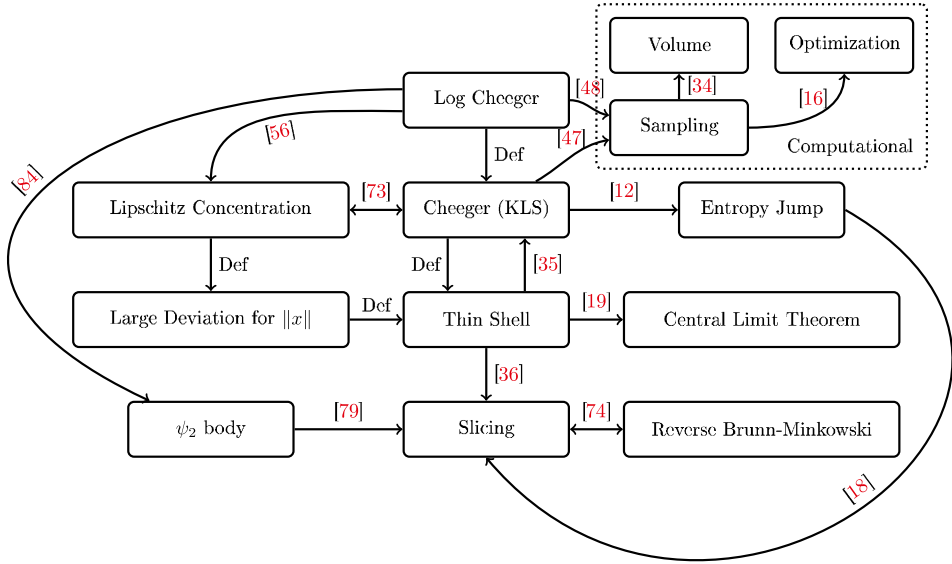 Volume
Optimization
[34]
[16]
Log Cheeger
[48]
Sampling
Computational
[56]
[47]
Def
[84]
Lipschitz Concentration
[73]
Cheeger (KLS)
[12]
Entropy Jump
Def
Def
[35]
Large Deviation for ‖x‖
Def
Thin Shell
[19]
Central Limit Theorem
[36]
ψ₂ body
[79]
Slicing
[74]
Reverse Brunn-Minkowski
[18]